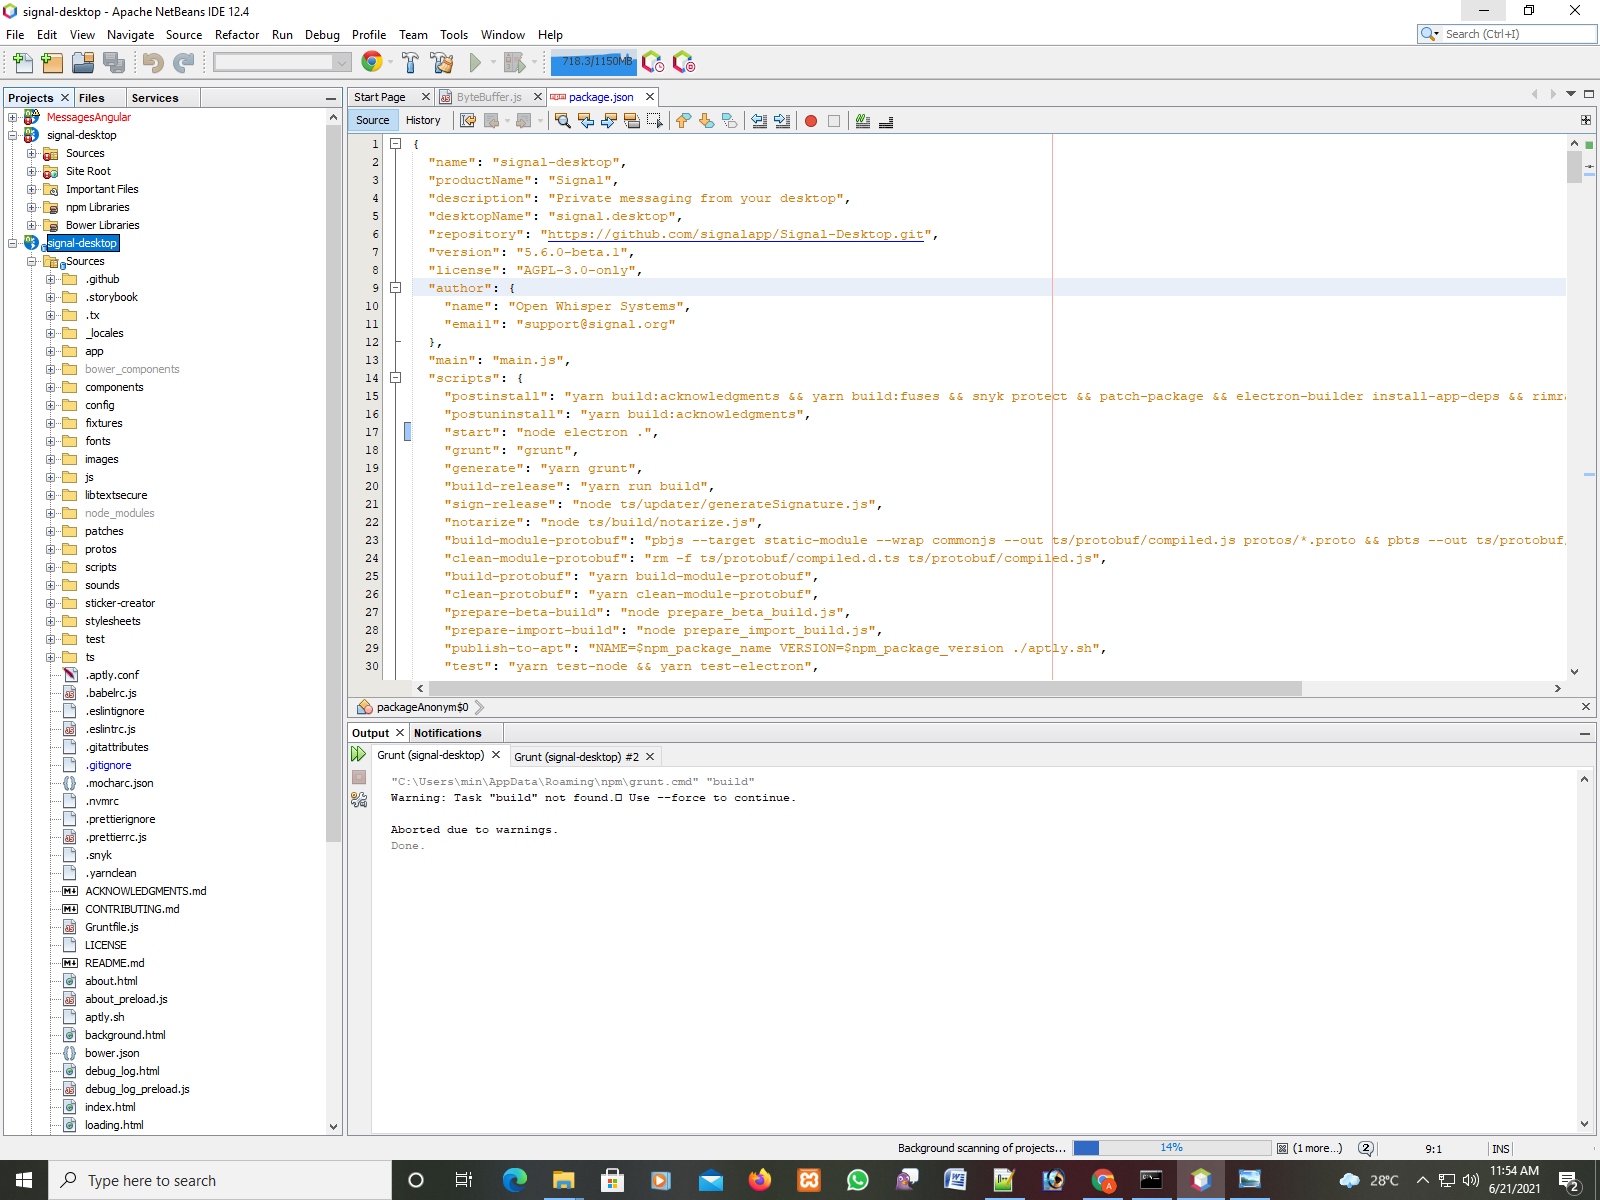 signal-desktop - Apache NetBeans IDE 12.4
File Edit View Navigate Source Refactor Run Debug Profile Team Tools Window Help
Search (Ctrl+I)
718.3/1150MB
Projects Files Services
MessagesAngular
signal-desktop
Sources
Site Root
Important Files
npm Libraries
Bower Libraries
signal-desktop
Sources
.github
.storybook
.tx
_locales
app
bower_components
components
config
fixtures
fonts
images
js
libtextsecure
node_modules
patches
protos
scripts
sounds
sticker-creator
stylesheets
test
ts
.aptly.conf
.babelrc.js
.eslintignore
.eslintrc.js
.gitattributes
.gitignore
.mocharc.json
.nvmrc
.prettierignore
.prettierrc.js
.snyk
.yarnclean
ACKNOWLEDGMENTS.md
CONTRIBUTING.md
Gruntfile.js
LICENSE
README.md
about.html
about_preload.js
aptly.sh
background.html
bower.json
debug_log.html
debug_log_preload.js
index.html
loading.html
Start Page ByteBuffer.js package.json
Source History
1 {
2 "name": "signal-desktop",
3 "productName": "Signal",
4 "description": "Private messaging from your desktop",
5 "desktopName": "signal.desktop",
6 "repository": "https://github.com/signalapp/Signal-Desktop.git",
7 "version": "5.6.0-beta.1",
8 "license": "AGPL-3.0-only",
9 "author": {
10 "name": "Open Whisper Systems",
11 "email": "support@signal.org"
12 },
13 "main": "main.js",
14 "scripts": {
15 "postinstall": "yarn build:acknowledgments && yarn build:fuses && snyk protect && patch-package && electron-builder install-app-deps && rimra
16 "postuninstall": "yarn build:acknowledgments",
17 "start": "node electron .",
18 "grunt": "grunt",
19 "generate": "yarn grunt",
20 "build-release": "yarn run build",
21 "sign-release": "node ts/updater/generateSignature.js",
22 "notarize": "node ts/build/notarize.js",
23 "build-module-protobuf": "pbjs --target static-module --wrap commonjs --out ts/protobuf/compiled.js protos/*.proto && pbts --out ts/protobuf/
24 "clean-module-protobuf": "rm -f ts/protobuf/compiled.d.ts ts/protobuf/compiled.js",
25 "build-protobuf": "yarn build-module-protobuf",
26 "clean-protobuf": "yarn clean-module-protobuf",
27 "prepare-beta-build": "node prepare_beta_build.js",
28 "prepare-import-build": "node prepare_import_build.js",
29 "publish-to-apt": "NAME=$npm_package_name VERSION=$npm_package_version ./aptly.sh",
30 "test": "yarn test-node && yarn test-electron",
packageAnonym$0
Output Notifications
Grunt (signal-desktop) Grunt (signal-desktop) #2
"C:\Users\min\AppData\Roaming\npm\grunt.cmd" "build"
Warning: Task "build" not found. Use --force to continue.
Aborted due to warnings.
Done.
Background scanning of projects... 14% (1 more...) 2 9:1 INS
Type here to search
28°C
11:54 AM
6/21/2021
2